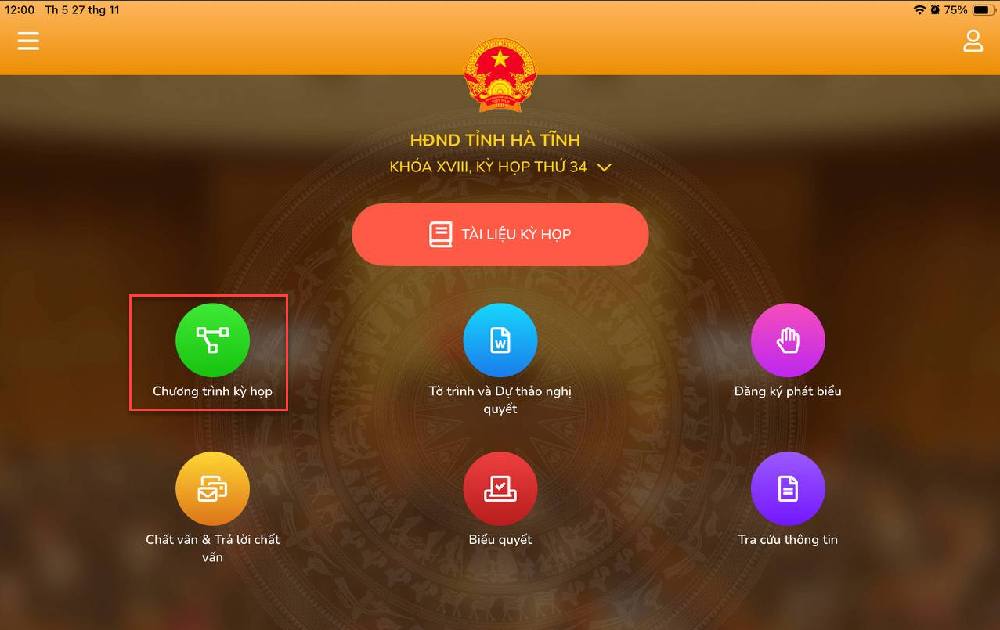 12:00 Th 5 27 thg 11
75%
VIỆT NAM
HĐND TỈNH HÀ TĨNH
KHÓA XVIII, KỲ HỌP THỨ 34
TÀI LIỆU KỲ HỌP
Chương trình kỳ họp
Tờ trình và Dự thảo nghị
quyết
W
Đăng ký phát biểu
Chất vấn & Trả lời chất
vấn
Biểu quyết
Tra cứu thông tin